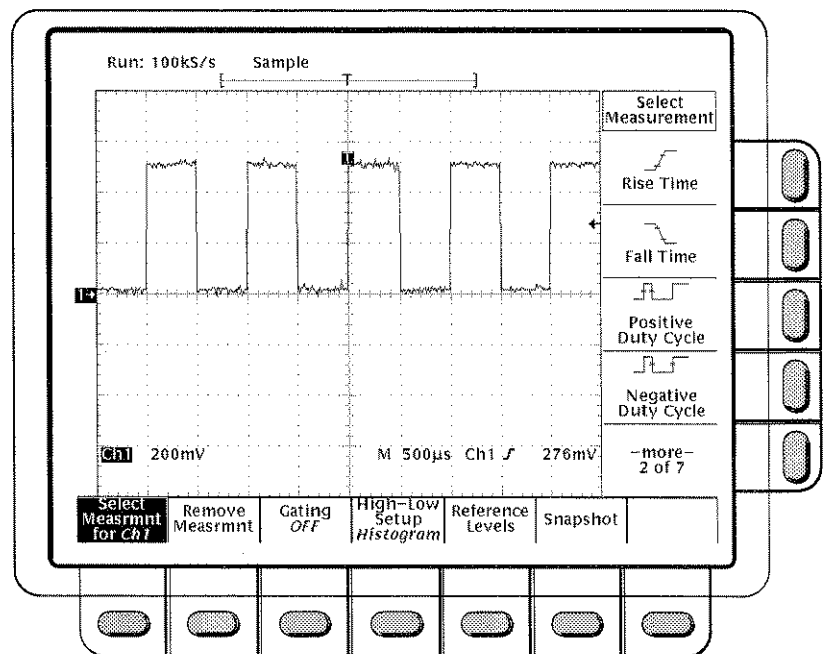 Run: 100kS/s Sample
T
Select
Measurement
Rise Time
Fall Time
Positive
Duty Cycle
Negative
Duty Cycle
-more-
2 of 7
1
Ch1 200mV M 500µs Ch1 276mV
Select
Measrmnt
for Ch1
Remove
Measrmnt
Gating
OFF
High-Low
Setup
Histogram
Reference
Levels
Snapshot